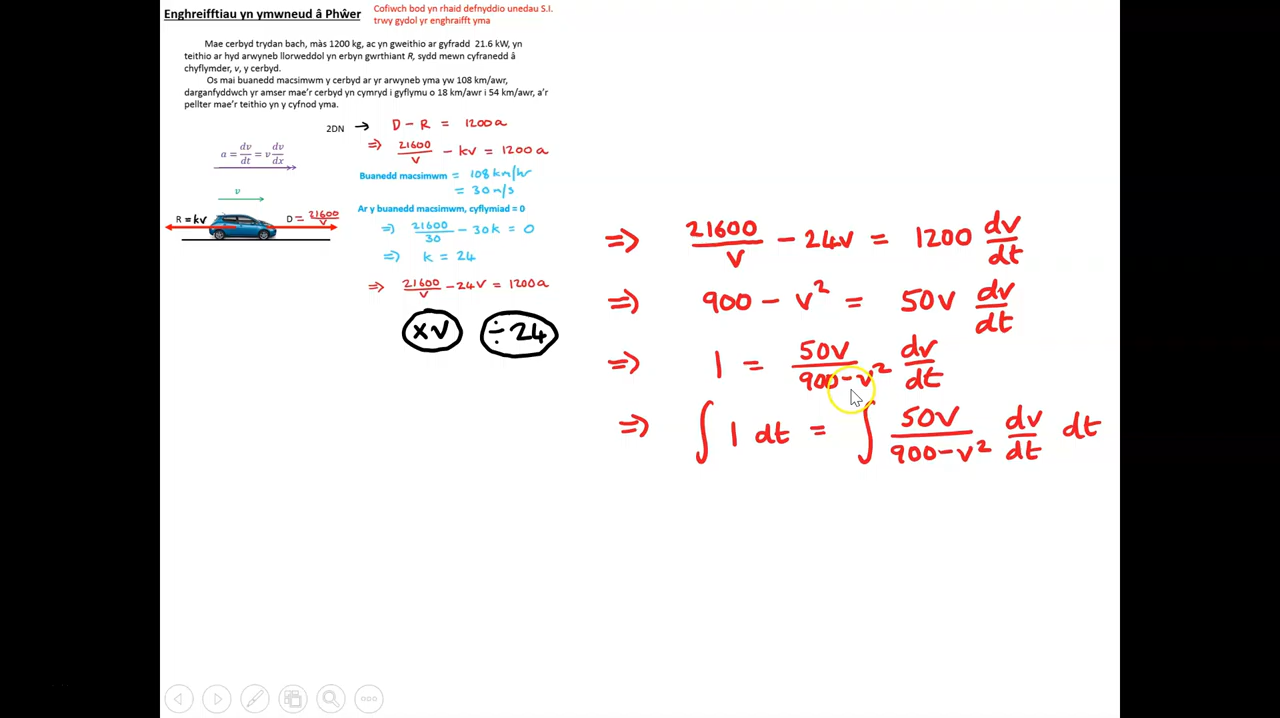 Enghreifftiau yn ymwneud â Phŵer
Cofiwch bod yn rhaid defnyddio unedau S.I.
trwy gydol yr enghraifft yma
Mae cerbyd trydan bach, màs 1200 kg, ac yn gweithio ar gyfradd 21.6 kW, yn
teithio ar hyd arwyneb llorweddol yn erbyn gwrthiant R, sydd mewn cyfranedd â
chyflymder, v, y cerbyd.
Os mai buanedd macsimwm y cerbyd ar yr arwyneb yma yw 108 km/awr,
darganfyddwch yr amser mae'r cerbyd yn cymryd i gyflymu o 18 km/awr i 54 km/awr, a'r
pellter mae'r teithio yn y cyfnod yma.
2DN → D - R = 1200a
⇒ 21600/v - kv = 1200a
a = dv/dt = v dv/dx
Buanedd macsimwm = 108 km/hr
= 30 m/s
v
R = kv
D = 21600/v
Ar y buanedd macsimwm, cyflymiad = 0
⇒ 21600/30 - 30k = 0
⇒ k = 24
⇒ 21600/v - 24v = 1200a
×v ÷24
⇒ 21600/v - 24v = 1200 dv/dt
⇒ 900 - v² = 50v dv/dt
⇒ 1 = 50v/900-v² dv/dt
⇒ ∫ 1 dt = ∫ 50v/900-v² dv/dt dt